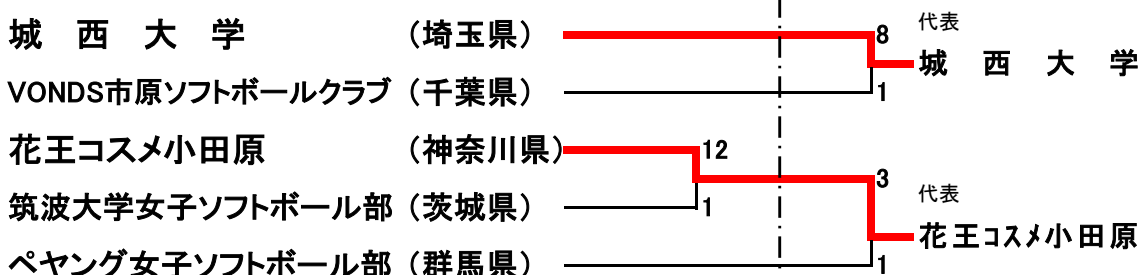 代表
城 西 大 学 (埼玉県) 8
城 西 大 学
VONDS市原ソフトボールクラブ (千葉県) 1
花王コスメ小田原 (神奈川県) 12
3
代表
筑波大学女子ソフトボール部 (茨城県) 1
花王コスメ小田原
ペヤング女子ソフトボール部 (群馬県) 1